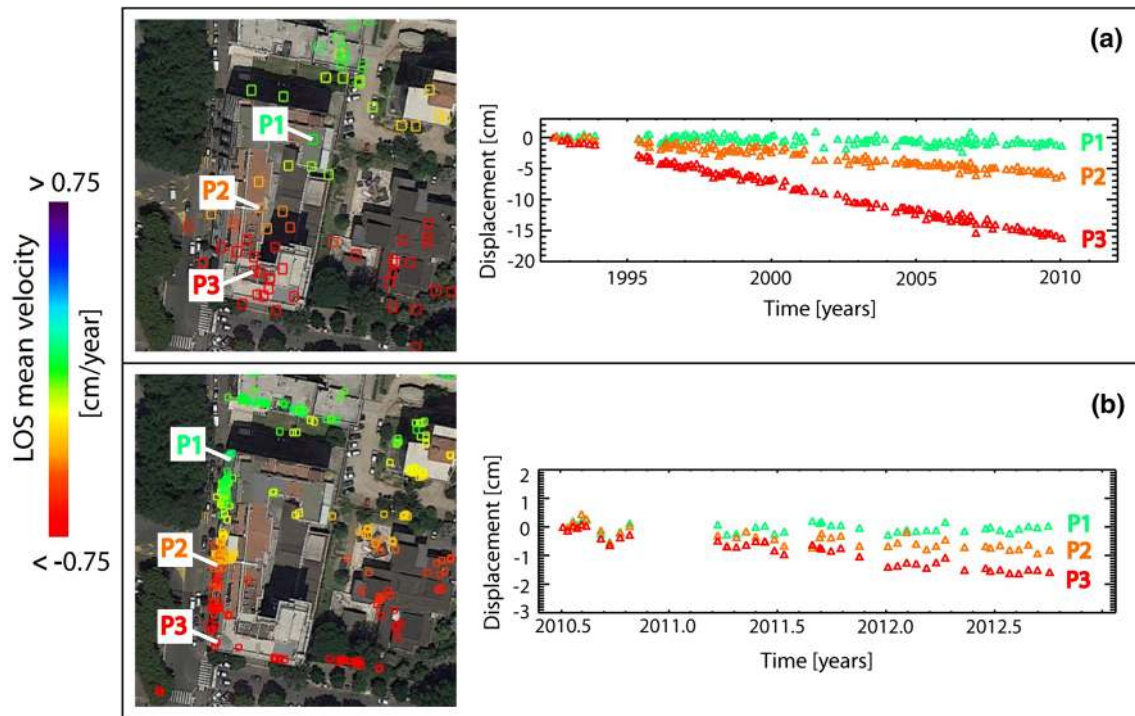 LOS mean velocity
[cm/year]
> 0.75
< -0.75
(a)
P1
P2
P3
Displacement [cm]
0
-5
-10
-15
-20
P1
P2
P3
1995
2000
2005
2010
Time [years]
(b)
P1
P2
P3
Displacement [cm]
2
1
0
-1
-2
-3
P1
P2
P3
2010.5
2011.0
2011.5
2012.0
2012.5
Time [years]